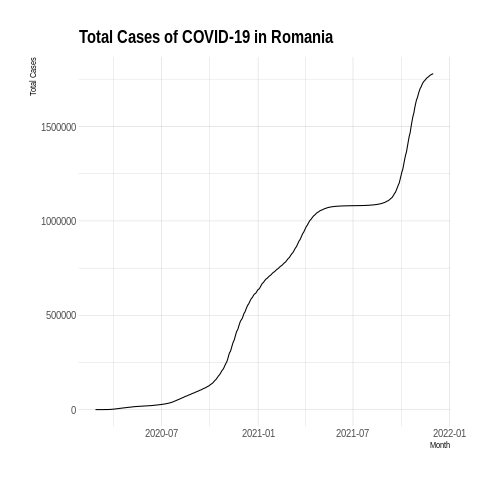 Total Cases of COVID-19 in Romania
Total Cases
1500000
1000000
500000
0
2020-07 2021-01 2021-07 2022-01
Month